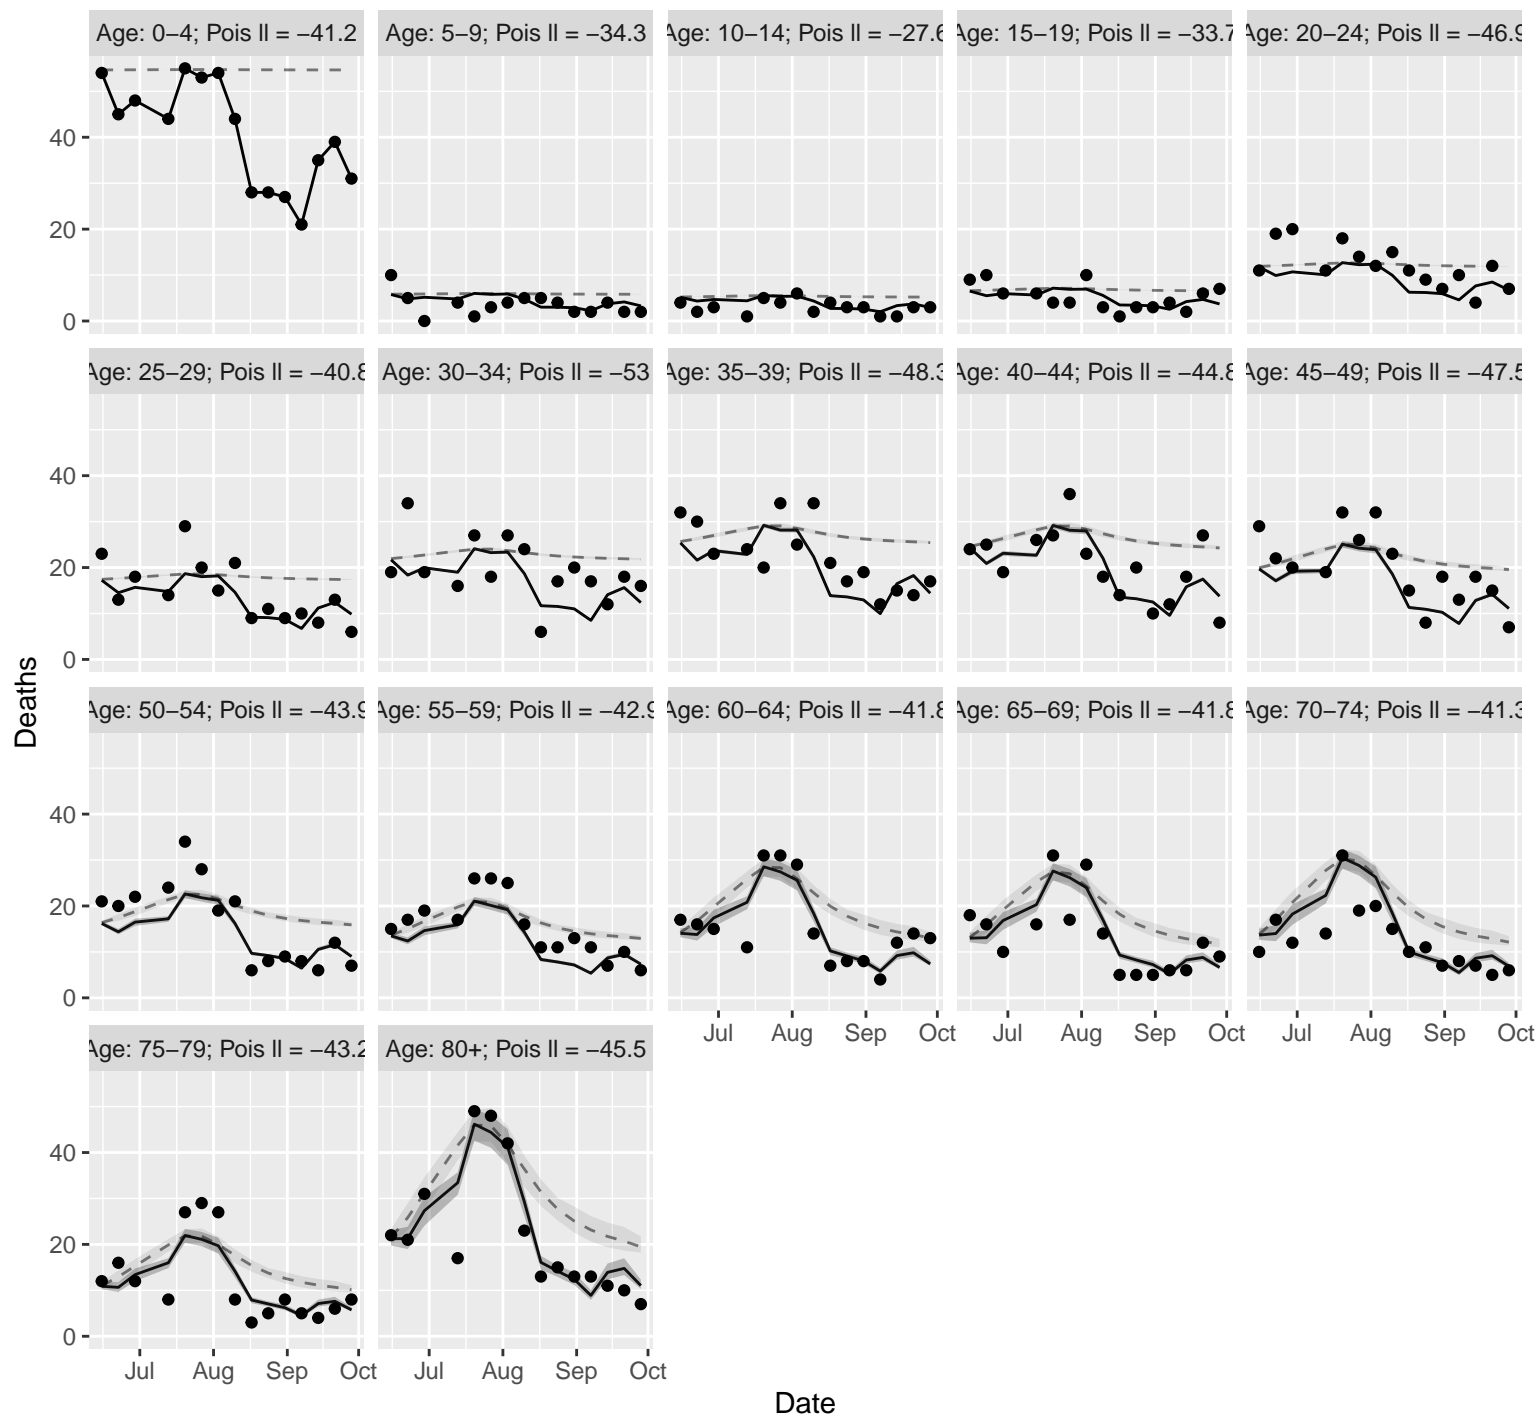 Age: 0−4; Pois ll = −41.2
Age: 5−9; Pois ll = −34.3
Age: 10−14; Pois ll = −27.6
Age: 15−19; Pois ll = −33.7
Age: 20−24; Pois ll = −46.9
40
20
0
Age: 25−29; Pois ll = −40.8
Age: 30−34; Pois ll = −53
Age: 35−39; Pois ll = −48.3
Age: 40−44; Pois ll = −44.8
Age: 45−49; Pois ll = −47.5
40
20
0
Deaths
Age: 50−54; Pois ll = −43.9
Age: 55−59; Pois ll = −42.9
Age: 60−64; Pois ll = −41.8
Age: 65−69; Pois ll = −41.8
Age: 70−74; Pois ll = −41.3
40
20
0
Jul Aug Sep Oct
Jul Aug Sep Oct
Jul Aug Sep Oct
Age: 75−79; Pois ll = −43.2
Age: 80+; Pois ll = −45.5
40
20
0
Jul Aug Sep Oct
Jul Aug Sep Oct
Date